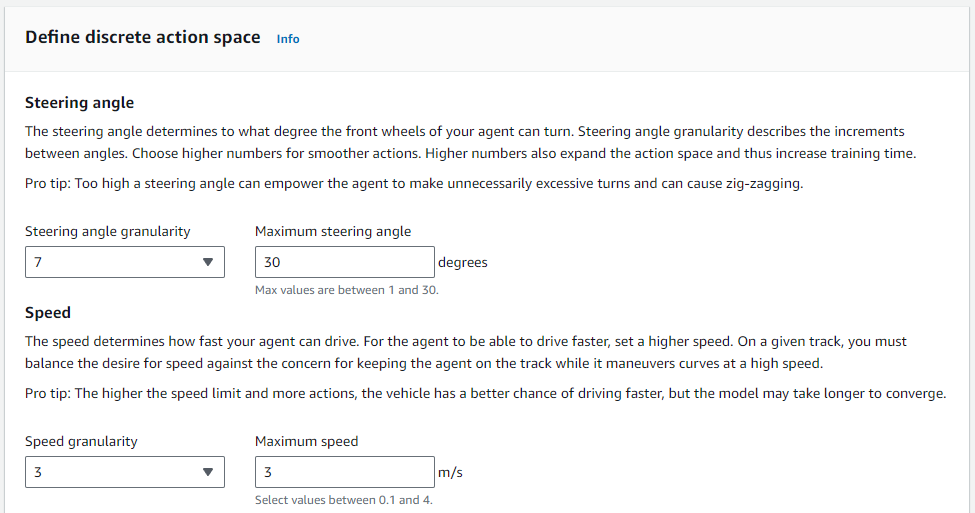 Define discrete action space Info
Steering angle
The steering angle determines to what degree the front wheels of your agent can turn. Steering angle granularity describes the increments
between angles. Choose higher numbers for smoother actions. Higher numbers also expand the action space and thus increase training time.
Pro tip: Too high a steering angle can empower the agent to make unnecessarily excessive turns and can cause zig-zagging.
Steering angle granularity Maximum steering angle
7 30 degrees
Max values are between 1 and 30.
Speed
The speed determines how fast your agent can drive. For the agent to be able to drive faster, set a higher speed. On a given track, you must
balance the desire for speed against the concern for keeping the agent on the track while it maneuvers curves at a high speed.
Pro tip: The higher the speed limit and more actions, the vehicle has a better chance of driving faster, but the model may take longer to converge.
Speed granularity Maximum speed
3 3 m/s
Select values between 0.1 and 4.